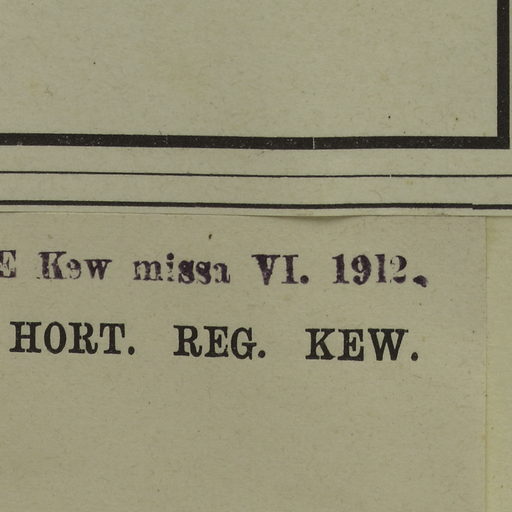 E Kew missa VI. 1912.
HORT. REG. KEW.